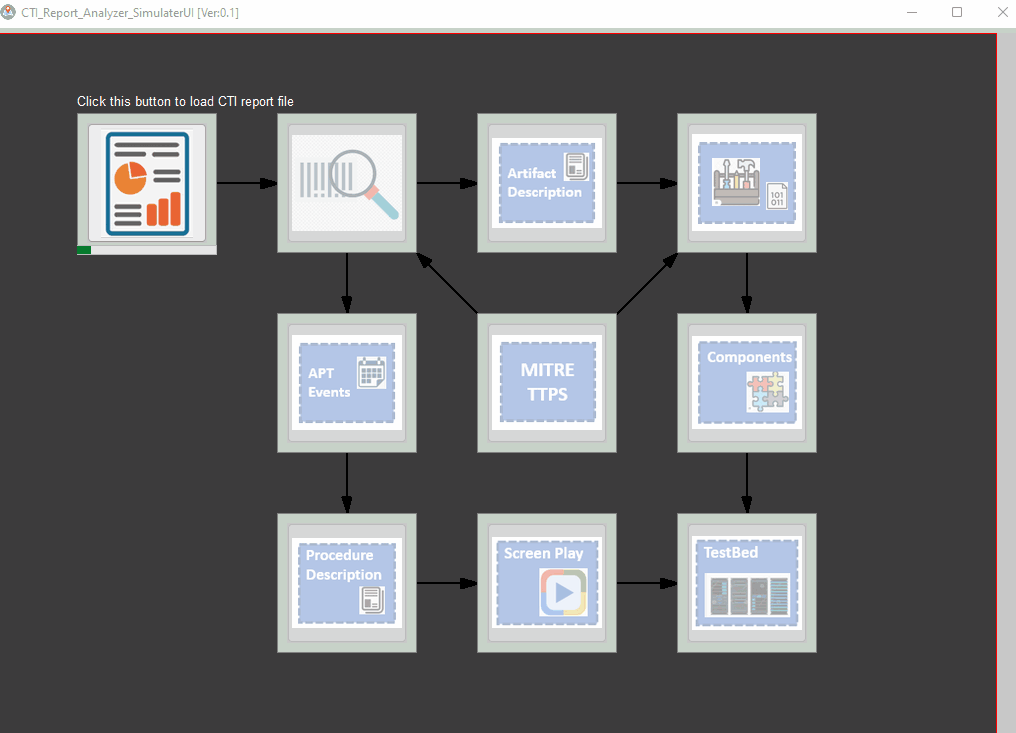 CTI_Report_Analyzer_SimulaterUI [Ver:0.1]
Click this button to load CTI report file
Artifact
Description
101
011
APT
Events
MITRE
TTPS
Components
Procedure
Description
Screen Play
TestBed